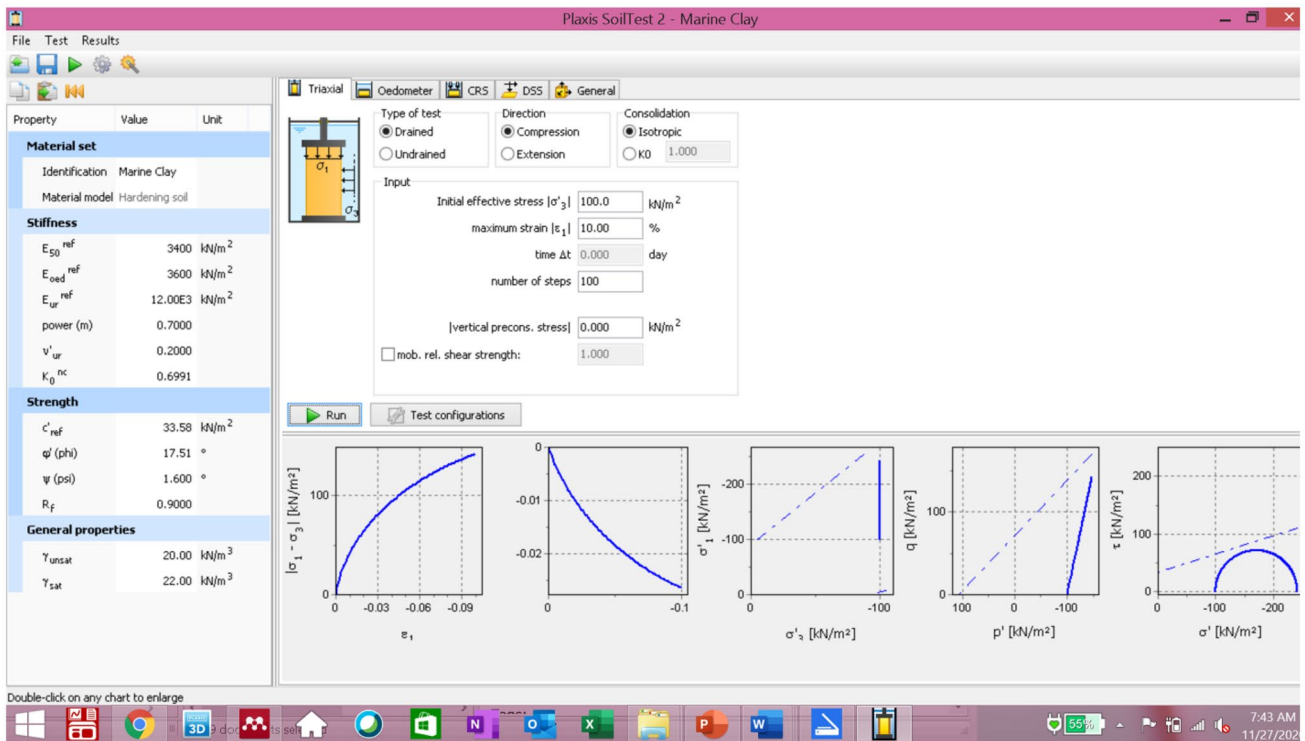 Plaxis SoilTest 2 - Marine Clay
File Test Results
Property Value Unit
Material set
Identification Marine Clay
Material model Hardening soil
Stiffness
E50 ref 3400 kN/m²
Eoed ref 3600 kN/m²
Eur ref 12.00E3 kN/m²
power (m) 0.7000
ν'ur 0.2000
K0 nc 0.6991
Strength
c'ref 33.58 kN/m²
φ' (phi) 17.51 °
ψ (psi) 1.600 °
Rf 0.9000
General properties
γunsat 20.00 kN/m³
γsat 22.00 kN/m³
Triaxial Oedometer CRS DSS General
Type of test Direction Consolidation
Drained Compression Isotropic
Undrained Extension K0 1.000
σ1
σ3
Input
Initial effective stress |σ'3| 100.0 kN/m²
maximum strain |ε1| 10.00 %
time Δt 0.000 day
number of steps 100
|vertical precons. stress| 0.000 kN/m²
mob. rel. shear strength: 1.000
Run Test configurations
|σ1 - σ3| [kN/m²]
100
0
0 -0.03 -0.06 -0.09
ε1
0
-0.01
-0.02
0 -0.1
σ'1 [kN/m²]
-200
-100
0 -100
σ'3 [kN/m²]
q [kN/m²]
100
0
100 0 -100
p' [kN/m²]
τ [kN/m²]
200
100
0
0 -100 -200
σ' [kN/m²]
Double-click on any chart to enlarge
55%
7:43 AM